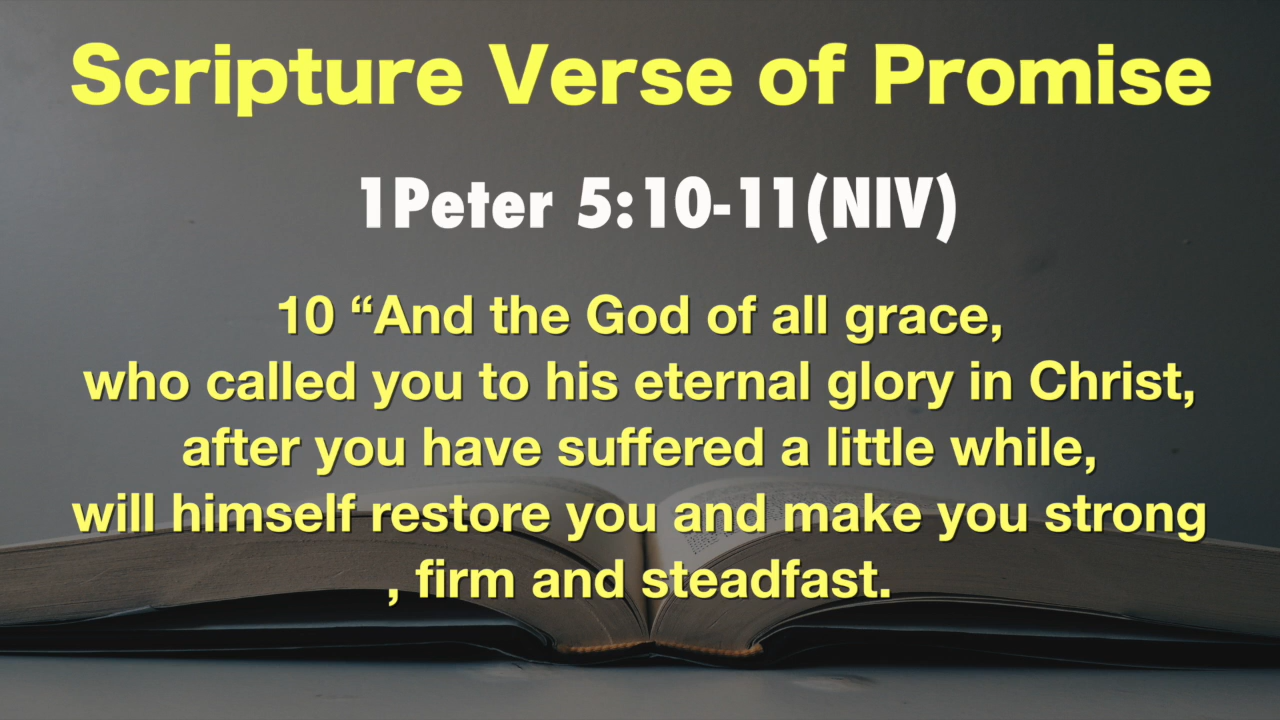 Scripture Verse of Promise
1Peter 5:10-11(NIV)
10 “And the God of all grace,
who called you to his eternal glory in Christ,
after you have suffered a little while,
will himself restore you and make you strong
, firm and steadfast.